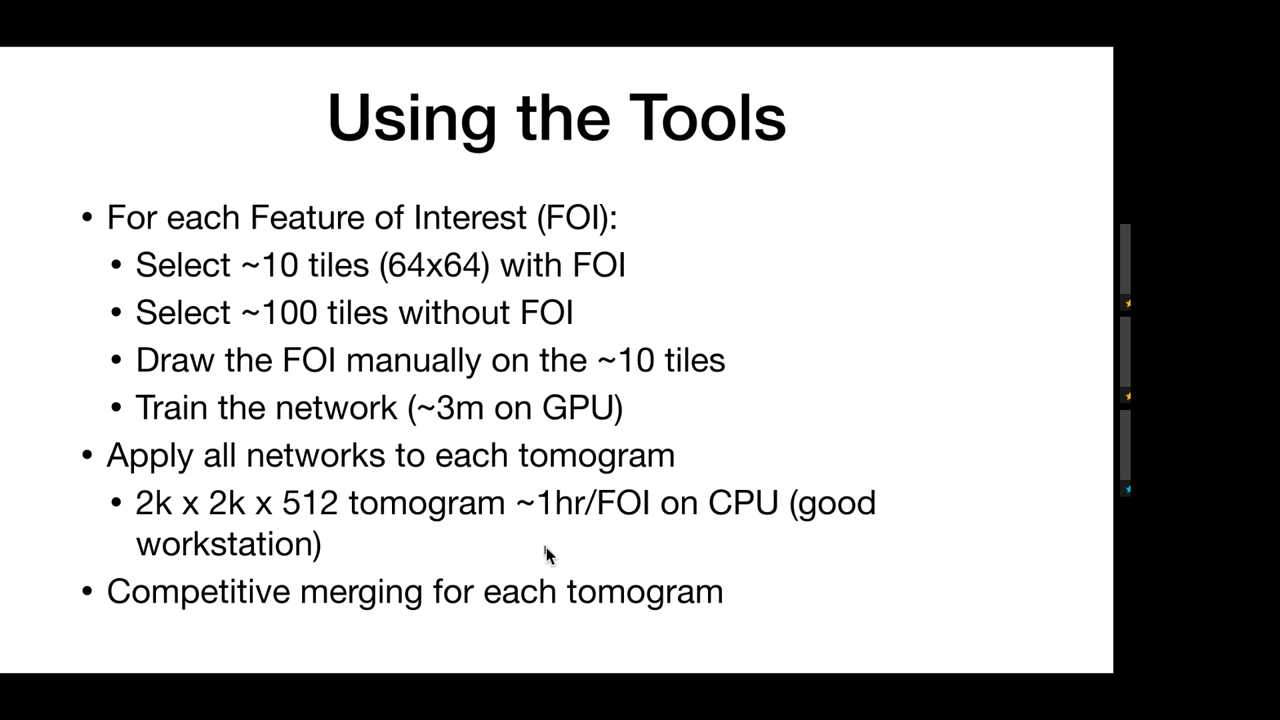 Using the Tools
• For each Feature of Interest (FOI):
• Select ~10 tiles (64x64) with FOI
• Select ~100 tiles without FOI
• Draw the FOI manually on the ~10 tiles
• Train the network (~3m on GPU)
• Apply all networks to each tomogram
• 2k x 2k x 512 tomogram ~1hr/FOI on CPU (good
workstation)
• Competitive merging for each tomogram